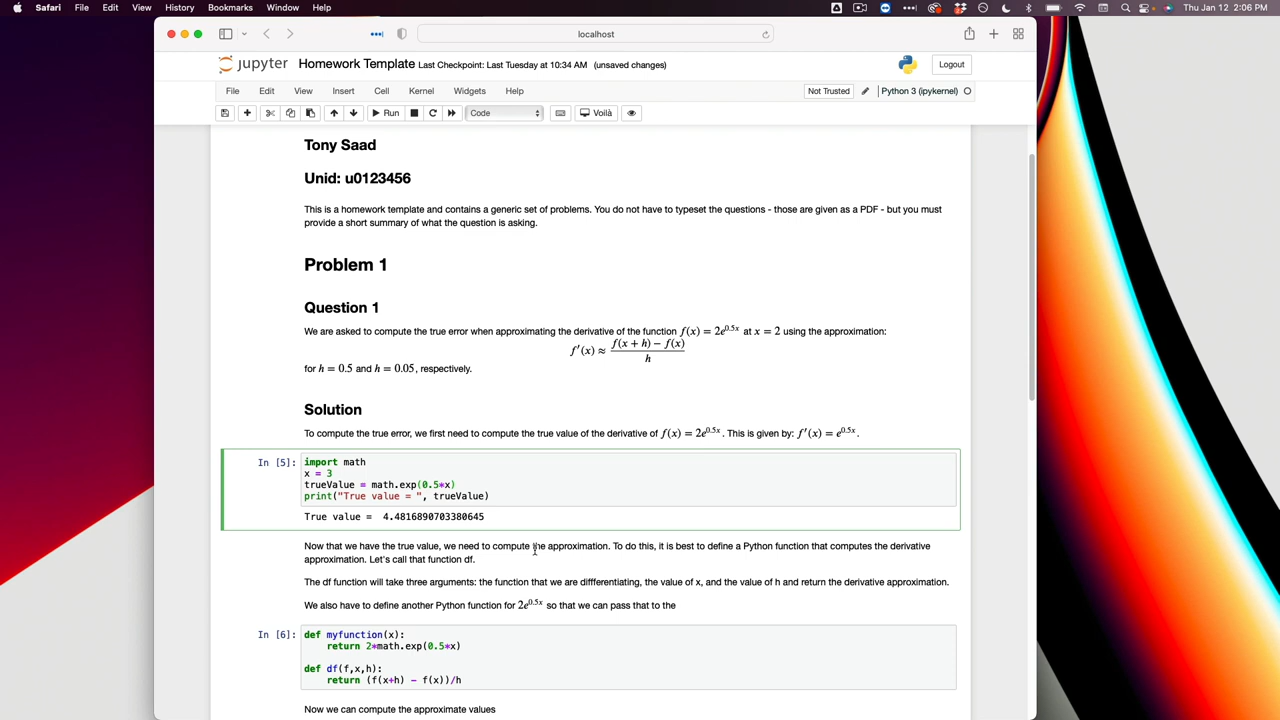 Safari File Edit View History Bookmarks Window Help Thu Jan 12 2:06 PM
localhost
jupyter Homework Template Last Checkpoint: Last Tuesday at 10:34 AM (unsaved changes) Logout
File Edit View Insert Cell Kernel Widgets Help Not Trusted Python 3 (ipykernel)
Run Code Voilà
Tony Saad
Unid: u0123456
This is a homework template and contains a generic set of problems. You do not have to typeset the questions - those are given as a PDF - but you must
provide a short summary of what the question is asking.
Problem 1
Question 1
We are asked to compute the true error when approximating the derivative of the function f(x) = 2e^{0.5x} at x = 2 using the approximation:
f′(x) ≈ \frac{f(x + h) − f(x)}{h}
for h = 0.5 and h = 0.05, respectively.
Solution
To compute the true error, we first need to compute the true value of the derivative of f(x) = 2e^{0.5x}. This is given by: f′(x) = e^{0.5x}.
In [5]: import math
x = 3
trueValue = math.exp(0.5*x)
print("True value = ", trueValue)
True value =  4.4816890703380645
Now that we have the true value, we need to compute the approximation. To do this, it is best to define a Python function that computes the derivative
approximation. Let's call that function df.
The df function will take three arguments: the function that we are diffferentiating, the value of x, and the value of h and return the derivative approximation.
We also have to define another Python function for 2e^{0.5x} so that we can pass that to the
In [6]: def myfunction(x):
return 2*math.exp(0.5*x)
def df(f,x,h):
return (f(x+h) - f(x))/h
Now we can compute the approximate values